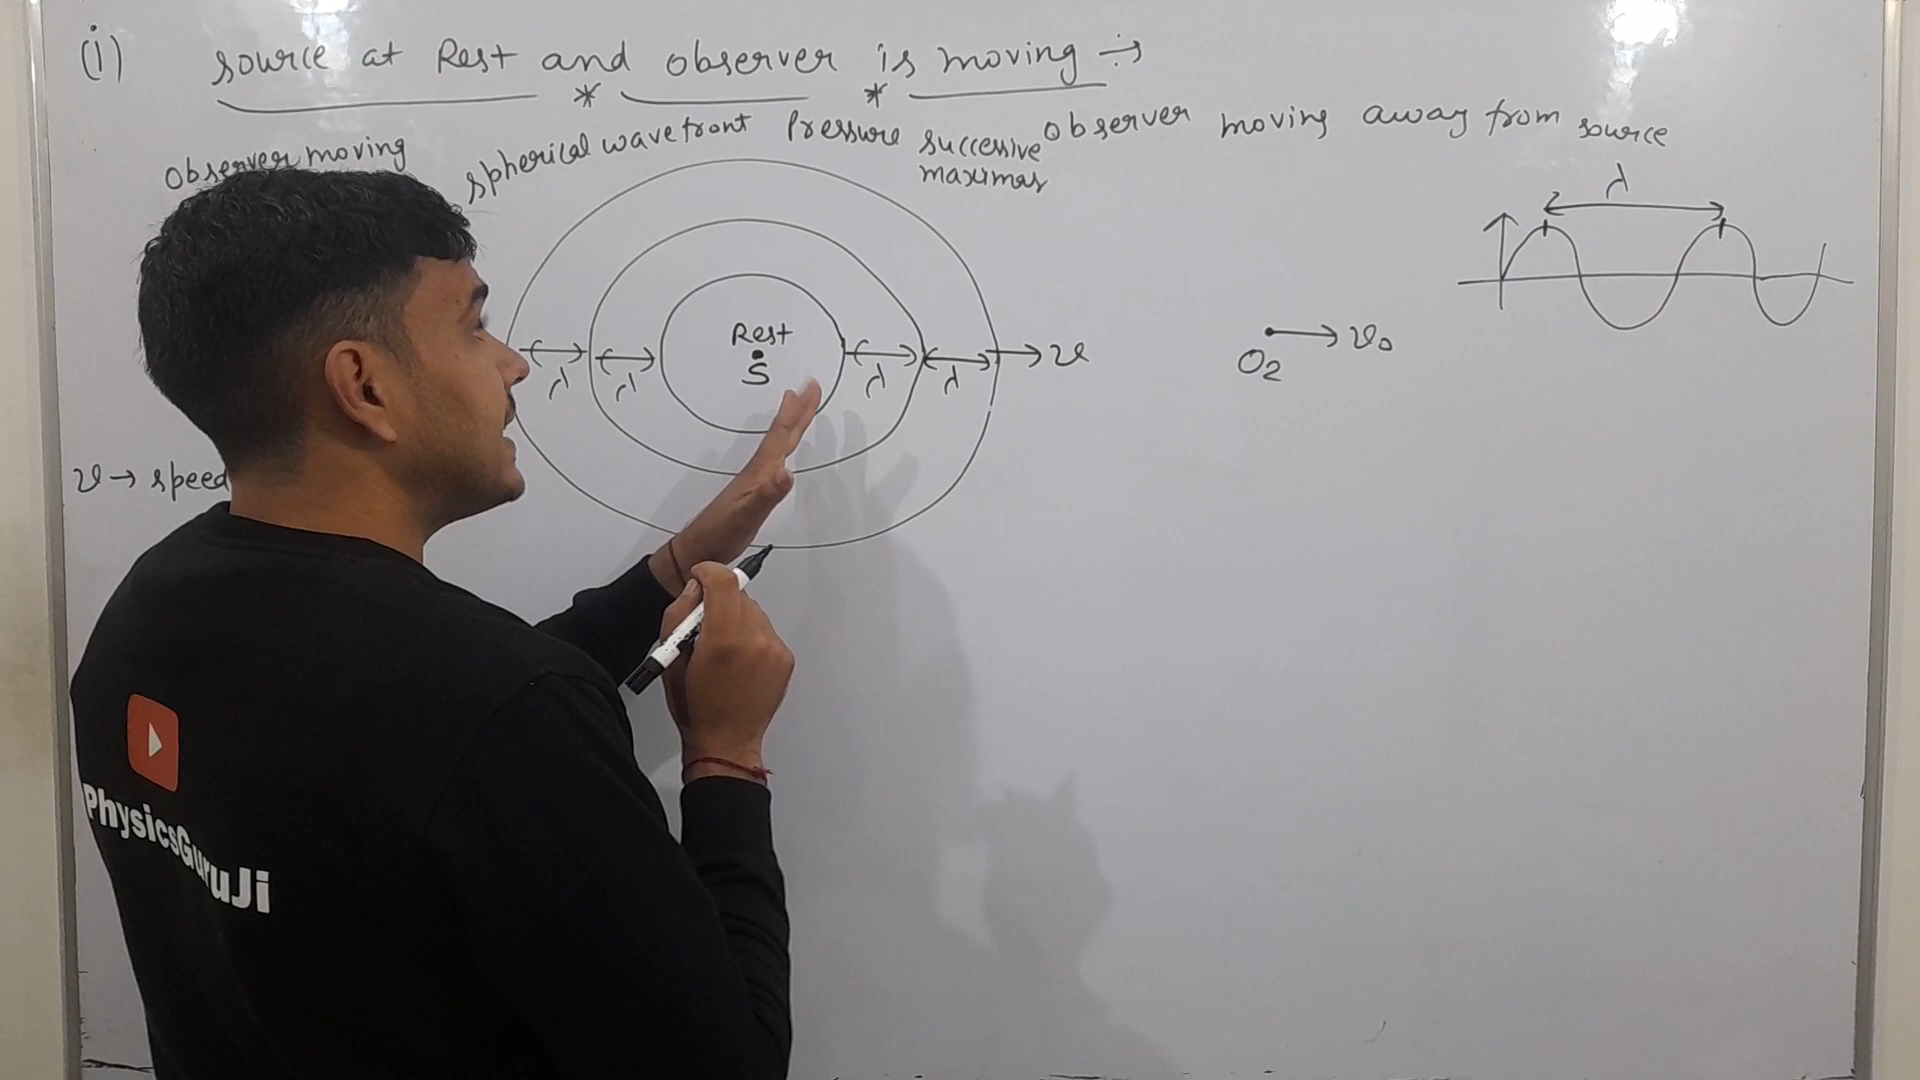 (i) source at Rest and observer is moving :→
* *
observer moving
spherical wavefront
Pressure successive
maximas
observer moving away from source
λ
Rest
S
λ λ λ λ → v
O₂ → v₀
v → speed
PhysicsGuruJi